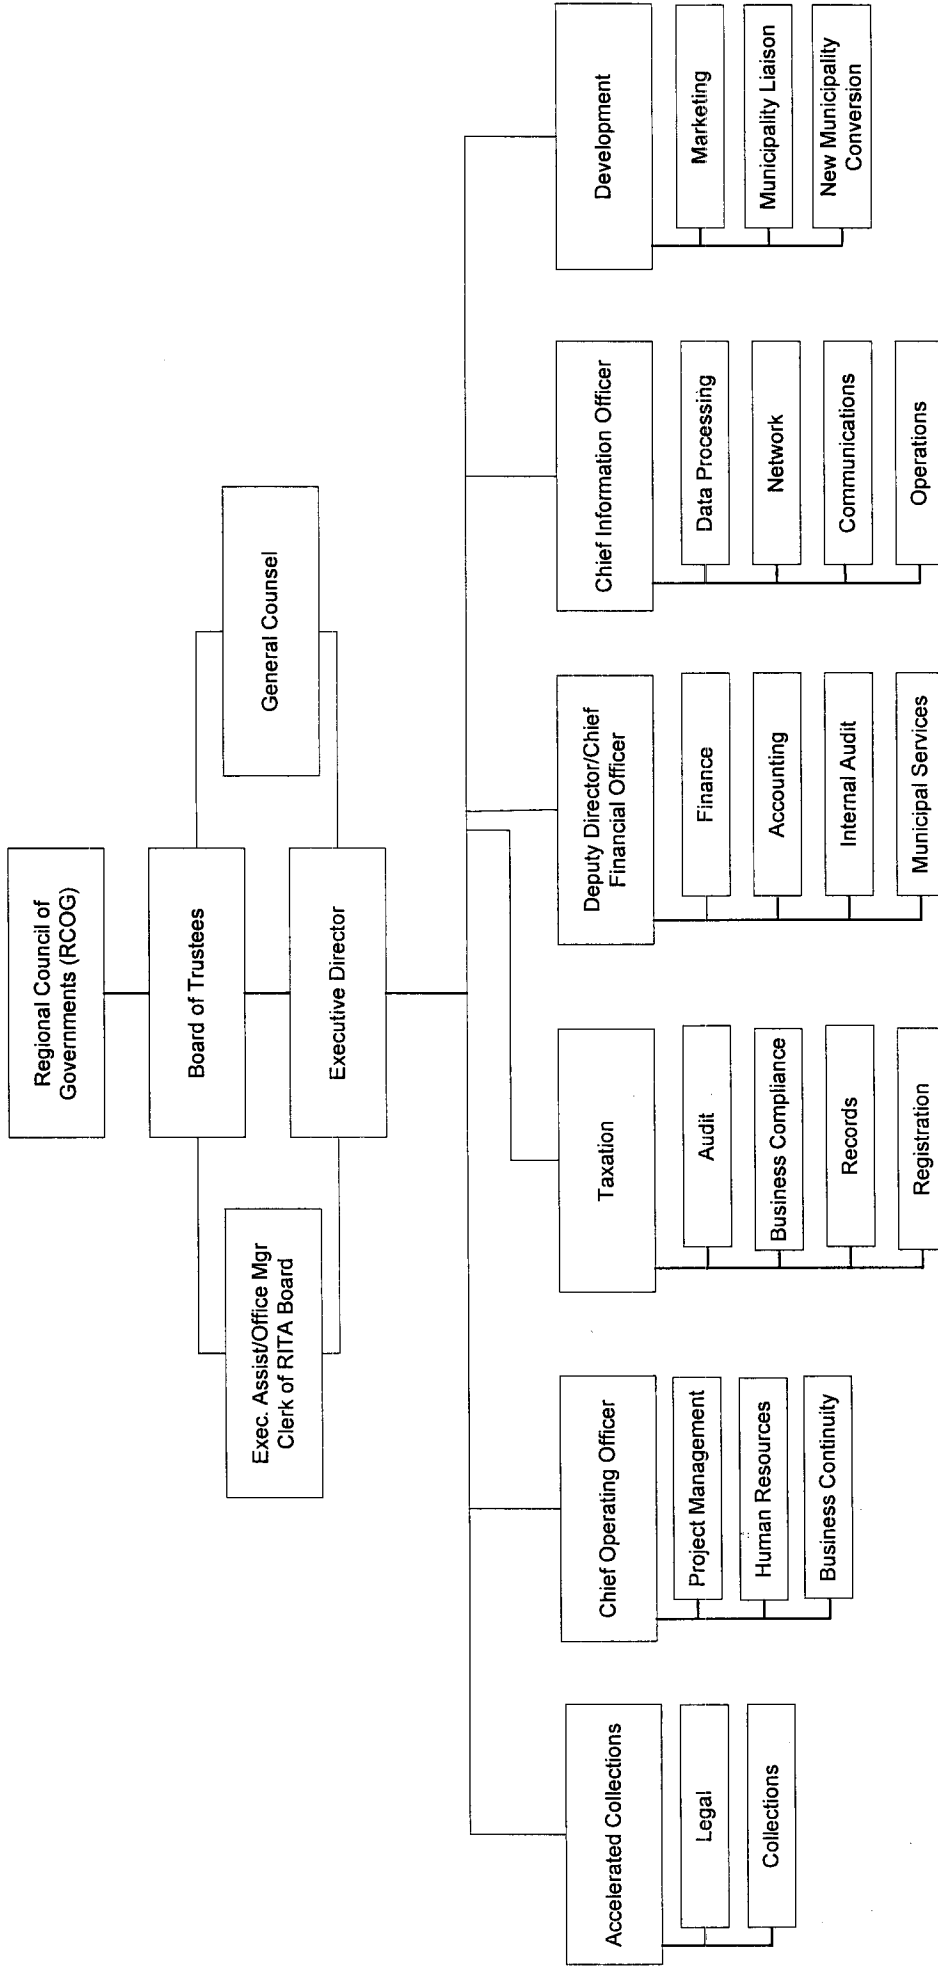 Regional Council of
Governments (RCOG)
Board of Trustees
General Counsel
Exec. Assist/Office Mgr
Clerk of RITA Board
Executive Director
Accelerated Collections
Legal
Collections
Chief Operating Officer
Project Management
Human Resources
Business Continuity
Taxation
Audit
Business Compliance
Records
Registration
Deputy Director/Chief
Financial Officer
Finance
Accounting
Internal Audit
Municipal Services
Chief Information Officer
Data Processing
Network
Communications
Operations
Development
Marketing
Municipality Liaison
New Municipality
Conversion